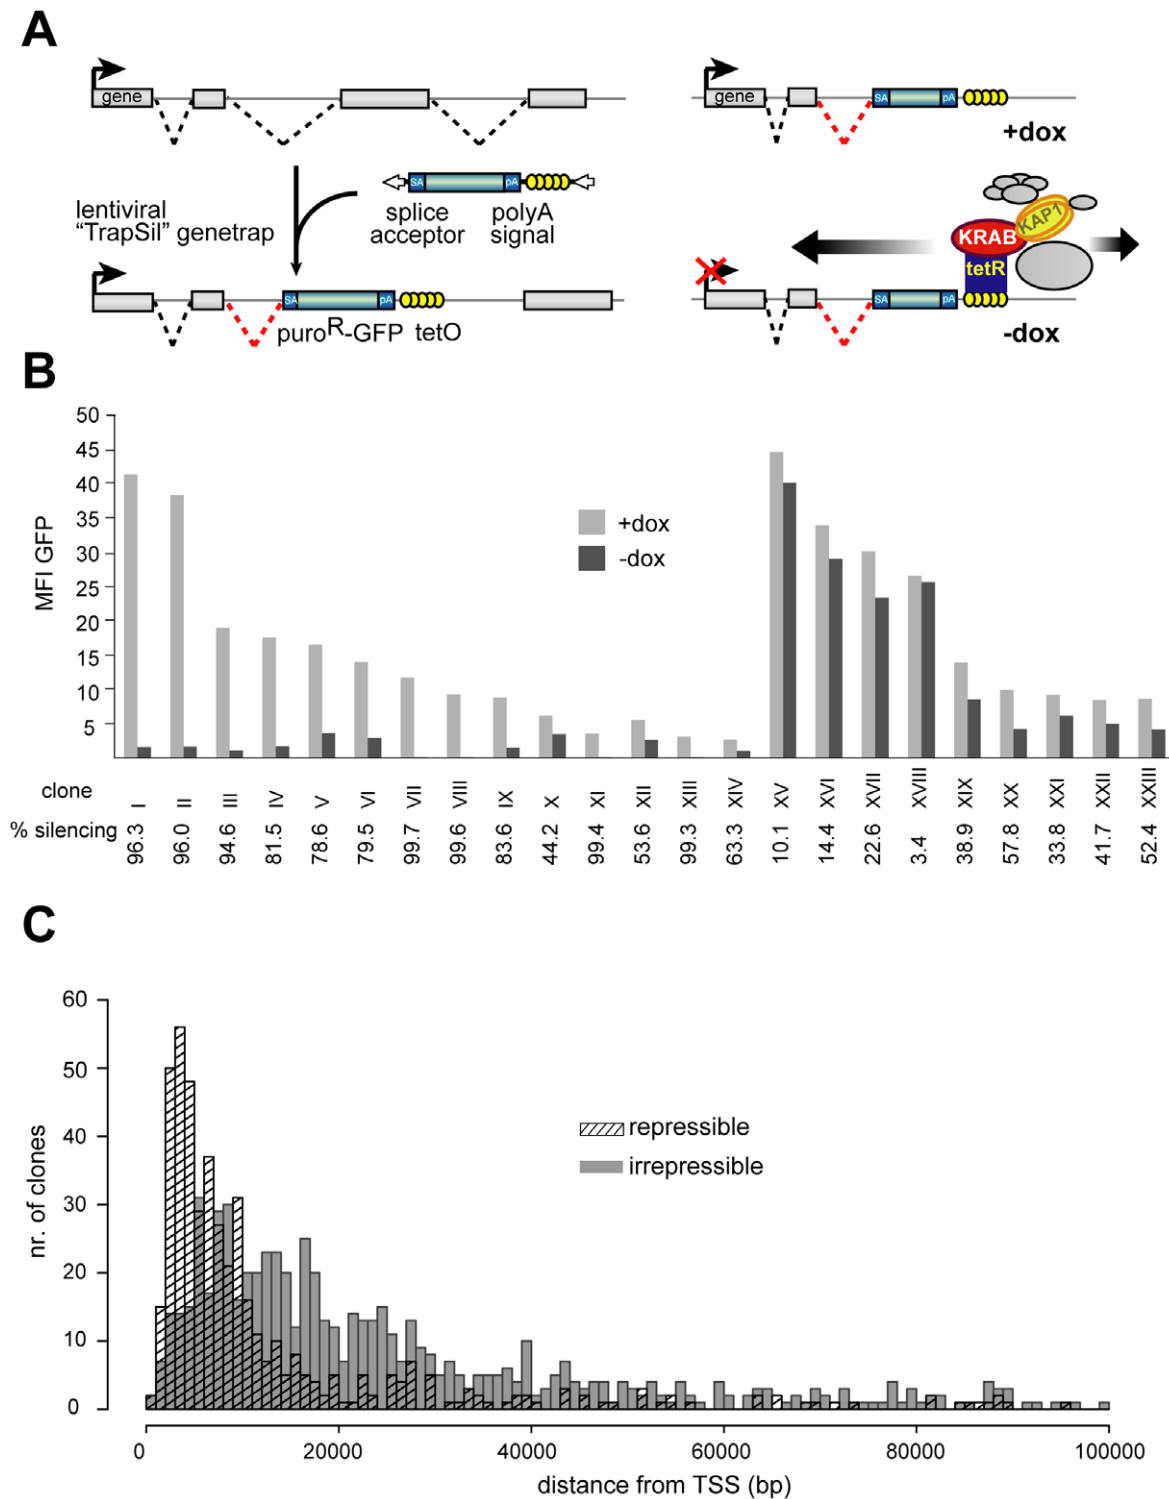 A
gene
gene
SA
pA
+dox
SA
pA
lentiviral
"TrapSil" genetrap
splice
acceptor
polyA
signal
KAP1
KRAB
tetR
SA
pA
SA
pA
puroR-GFP tetO
-dox
B
MFI GFP
50
45
40
35
30
25
20
15
10
5
+dox
-dox
clone
I II III IV V VI VII VIII IX X XI XII XIII XIV XV XVI XVII XVIII XIX XX XXI XXII XXIII
% silencing
96.3 96.0 94.6 81.5 78.6 79.5 99.7 99.6 83.6 44.2 99.4 53.6 99.3 63.3 10.1 14.4 22.6 3.4 38.9 57.8 33.8 41.7 52.4
C
nr. of clones
60
50
40
30
20
10
0
repressible
irrepressible
0 20000 40000 60000 80000 100000
distance from TSS (bp)